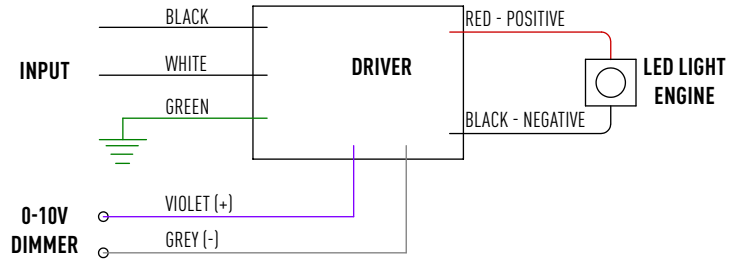 BLACK
RED - POSITIVE
INPUT
WHITE
DRIVER
LED LIGHT
ENGINE
GREEN
BLACK - NEGATIVE
0-10V
DIMMER
VIOLET (+)
GREY (-)